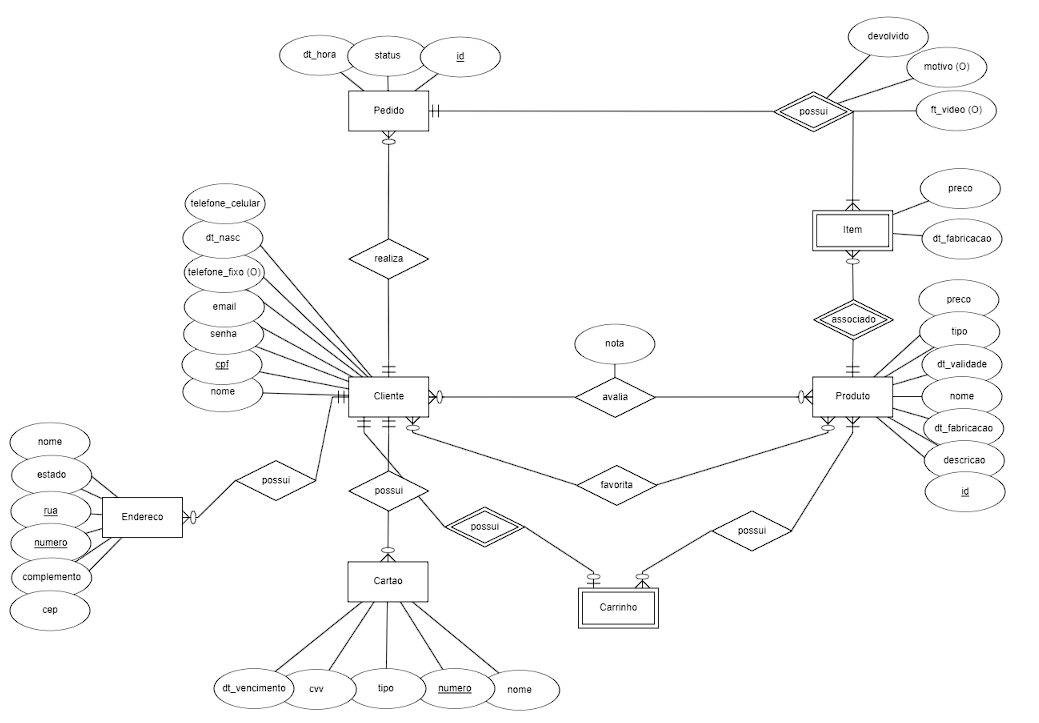 devolvido
dt_hora
status
id
motivo (O)
Pedido
possui
ft_video (O)
preco
telefone_celular
Item
dt_nasc
dt_fabricacao
realiza
telefone_fixo (O)
preco
email
associado
senha
tipo
nota
cpf
dt_validade
nome
Cliente
avalia
Produto
nome
dt_fabricacao
nome
descricao
estado
possui
possui
favorita
id
rua
Endereco
possui
possui
numero
complemento
Cartao
cep
Carrinho
dt_vencimento
cvv
tipo
numero
nome